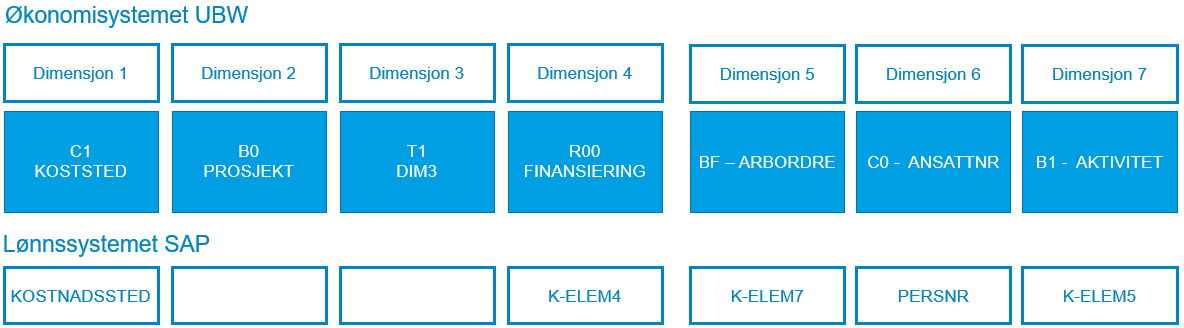 Økonomisystemet UBW
Dimensjon 1
Dimensjon 2
Dimensjon 3
Dimensjon 4
Dimensjon 5
Dimensjon 6
Dimensjon 7
C1
KOSTSTED
B0
PROSJEKT
T1
DIM3
R00
FINANSIERING
BF – ARBORDRE
C0 - ANSATTNR
B1 - AKTIVITET
Lønnssystemet SAP
KOSTNADSSTED
K-ELEM4
K-ELEM7
PERSNR
K-ELEM5